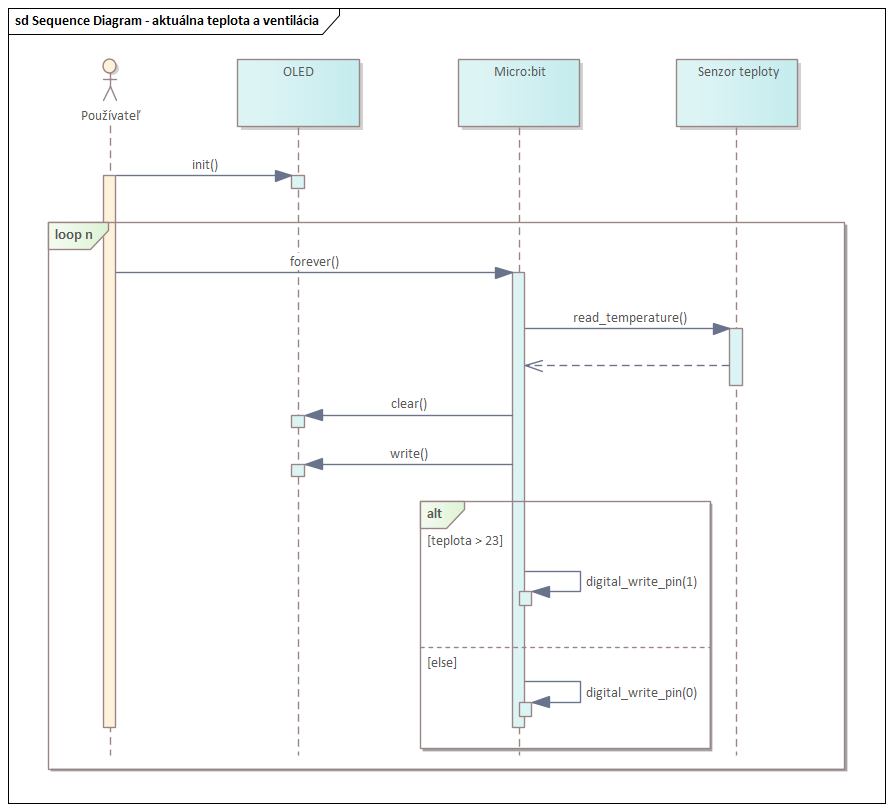 sd Sequence Diagram - aktuálna teplota a ventilácia
Používateľ
OLED
Micro:bit
Senzor teploty
init()
loop n
forever()
read_temperature()
clear()
write()
alt
[teplota > 23]
digital_write_pin(1)
[else]
digital_write_pin(0)